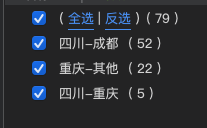 ( 全选 | 反选 ) ( 79 )
四川-成都 ( 52 )
重庆-其他 ( 22 )
四川-重庆 ( 5 )